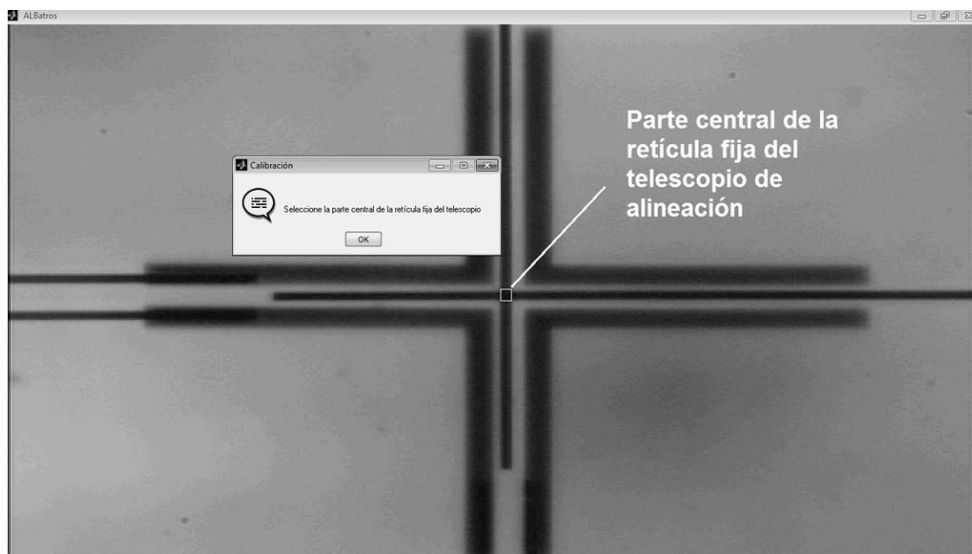 ALBatros
Parte central de la
retícula fija del
telescopio de
alineación
Calibración
Seleccione la parte central de la retícula fija del telescopio
OK